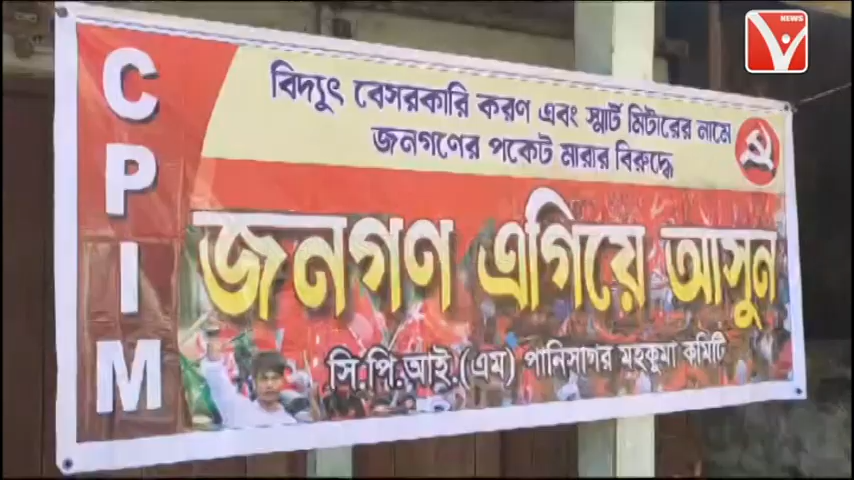 NEWS
V
CPIM
বিদ্যুৎ বেসরকারি করণ এবং স্মার্ট মিটারের নামে
জনগণের পকেট মারার বিরুদ্ধে
জনগণ এগিয়ে আসুন
সি.পি.আই.(এম) পানিসাগর মহকুমা কমিটি